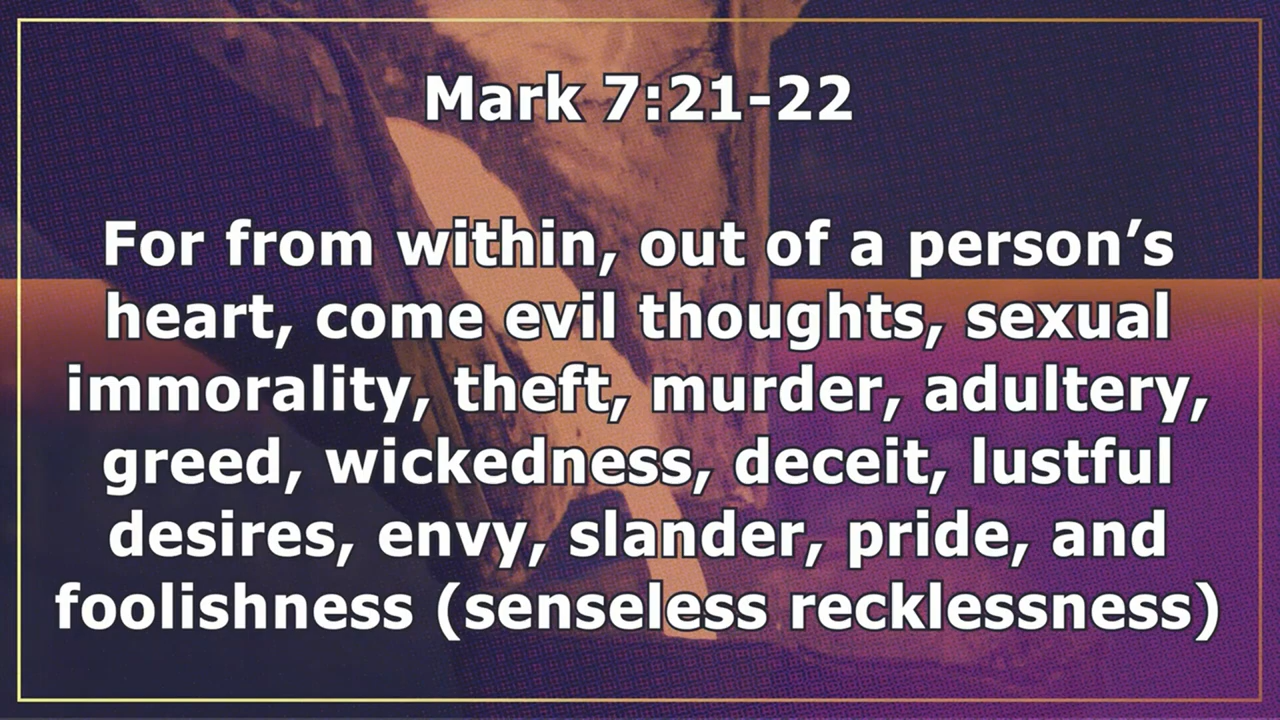 Mark 7:21-22
For from within, out of a person’s
heart, come evil thoughts, sexual
immorality, theft, murder, adultery,
greed, wickedness, deceit, lustful
desires, envy, slander, pride, and
foolishness (senseless recklessness)